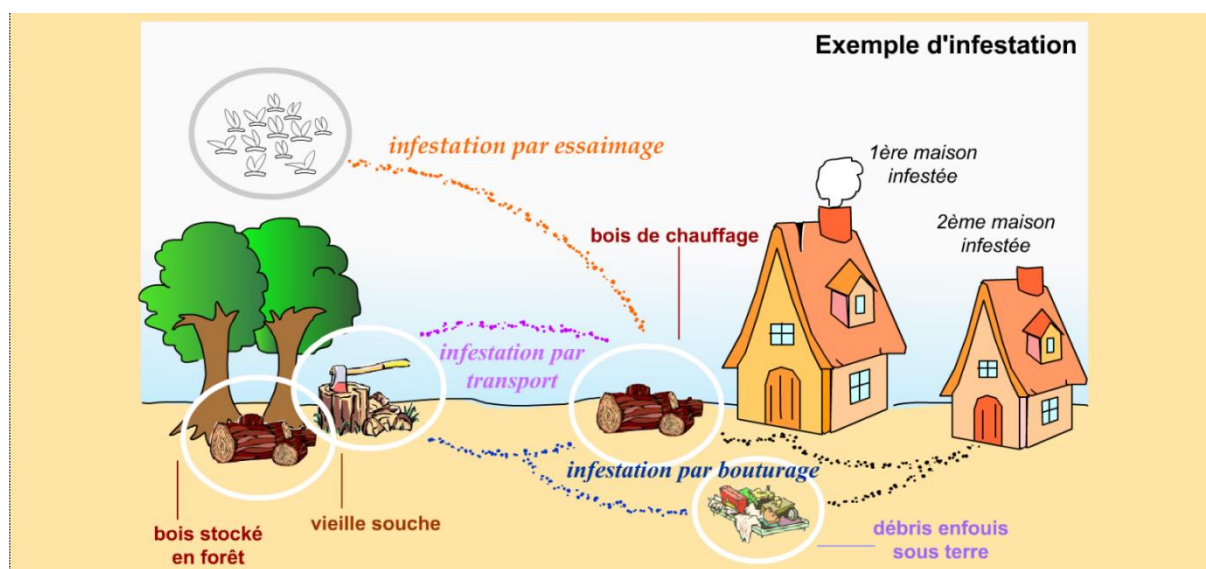 Exemple d'infestation
infestation par essaimage
1ère maison
infestée
2ème maison
infestée
bois de chauffage
infestation par
transport
infestation par bouturage
vieille souche
bois stocké
en forêt
débris enfouis
sous terre